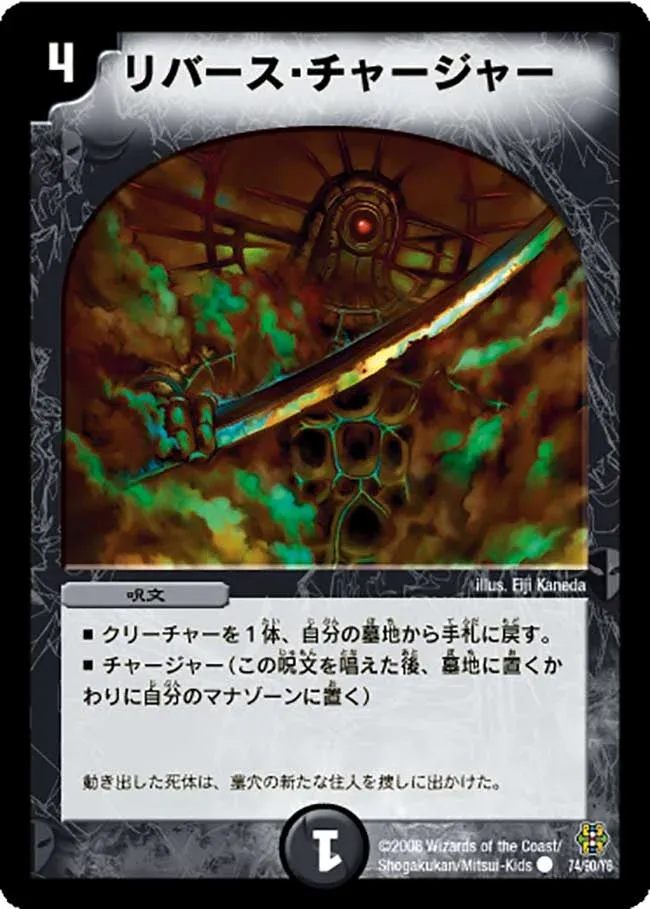 4
リバース・チャージャー
illus. Eiji Kaneda
呪文
■ クリーチャーを1体、自分の墓地から手札に戻す。
■ チャージャー(この呪文を唱えた後、墓地に置くか
わりに自分のマナゾーンに置く)
動き出した死体は、墓穴の新たな住人を捜しに出かけた。
1
©2008 Wizards of the Coast/
Shogakukan/Mitsui-Kids
74/90/Y6